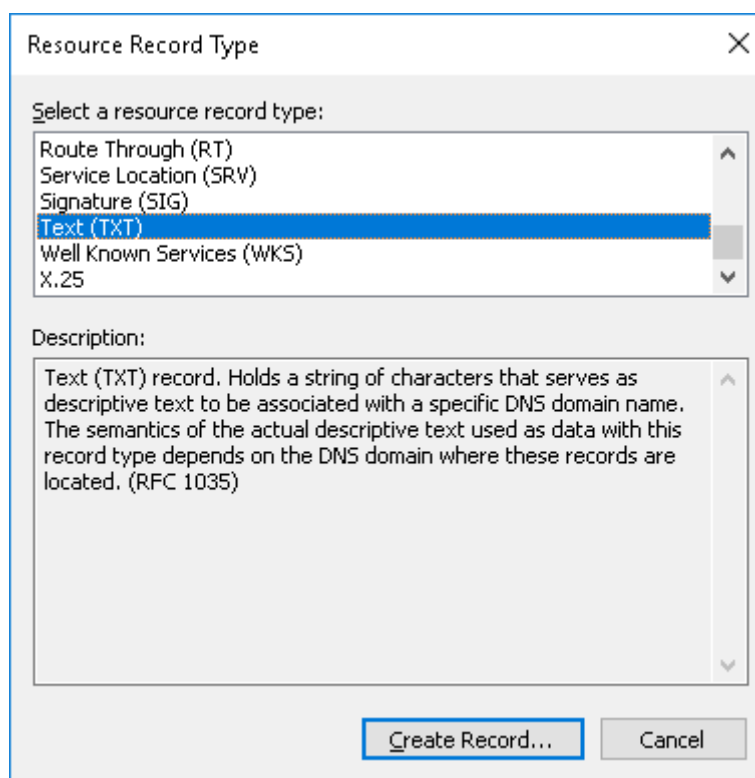 Resource Record Type
Select a resource record type:
Route Through (RT)
Service Location (SRV)
Signature (SIG)
Text (TXT)
Well Known Services (WKS)
X.25
Description:
Text (TXT) record. Holds a string of characters that serves as
descriptive text to be associated with a specific DNS domain name.
The semantics of the actual descriptive text used as data with this
record type depends on the DNS domain where these records are
located. (RFC 1035)
Create Record...
Cancel